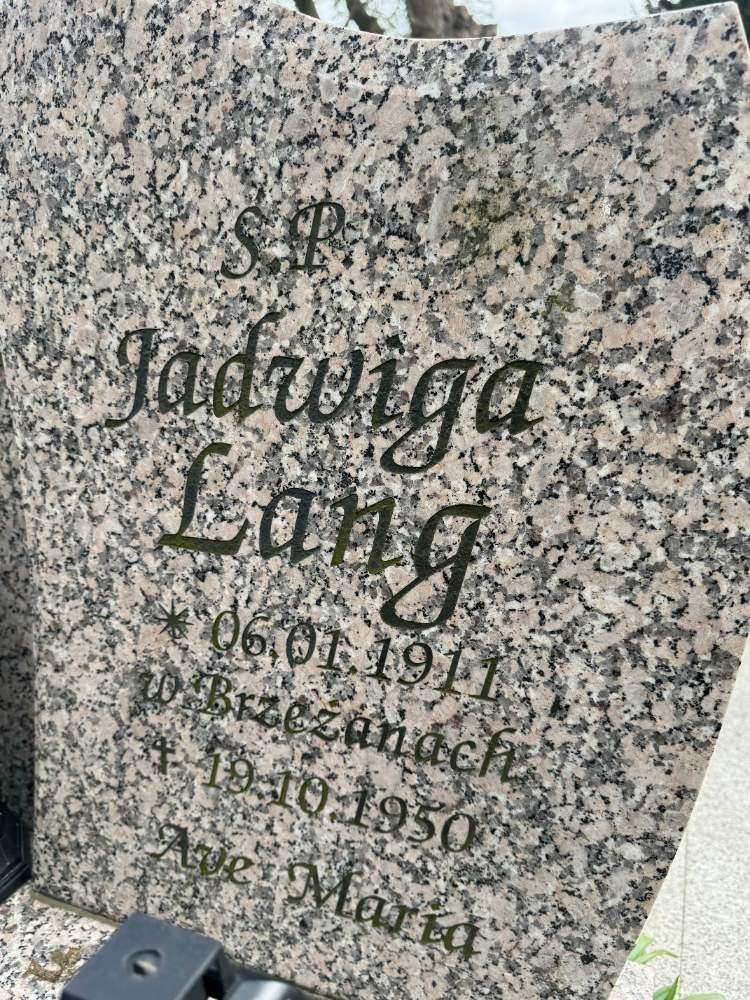 Ś.P
Jadwiga
Lang
* 06.01.1911
w Brzeżanach
✝ 19.10.1950
Ave Maria